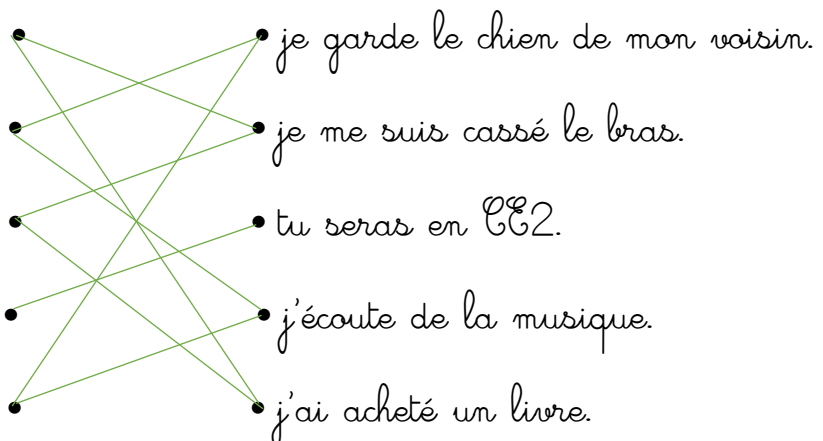 je garde le chien de mon voisin.
je me suis cassé le bras.
tu seras en CE2.
j'écoute de la musique.
j'ai acheté un livre.